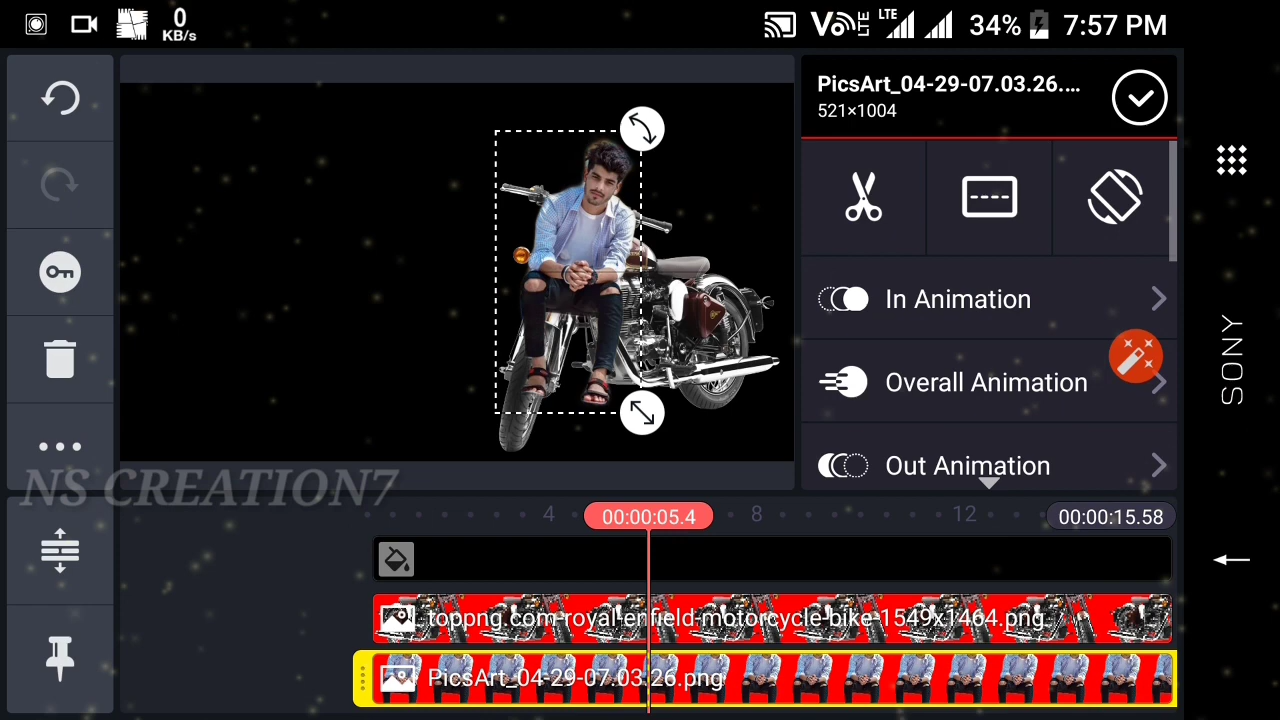 0
KB/s
VoLTE
LTE
34%
7:57 PM
PicsArt_04-29-07.03.26....
521×1004
In Animation
Overall Animation
Out Animation
SONY
NS CREATION7
4
00:00:05.4
8
12
00:00:15.58
toppng.com-royal-enfield-motorcycle-bike-1549x1464.png
PicsArt_04-29-07.03.26.png